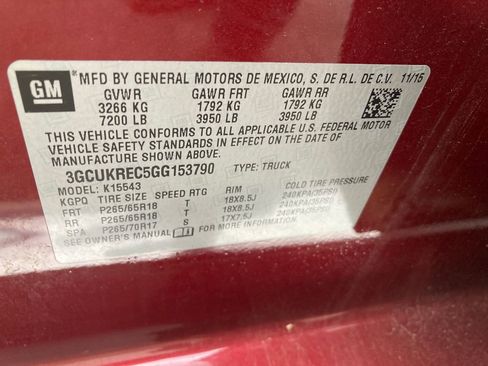 GM
* MFD BY GENERAL MOTORS DE MEXICO, S. DE R.L. DE C.V. 11/15
GVWR GAWR FRT GAWR RR
3266 KG 1792 KG 1792 KG
7200 LB 3950 LB 3950 LB
THIS VEHICLE CONFORMS TO ALL APPLICABLE U.S. FEDERAL MOTOR
VEHICLE SAFETY STANDARDS IN EFFECT ON THE DATE OF
MANUFACTURE SHOWN ABOVE.
3GCUKREC5GG153790 TYPE: TRUCK
MODEL: K15543
KGPQ TIRE SIZE SPEED RTG RIM COLD TIRE PRESSURE
FRT P265/65R18 T 18X8.5J 240KPA(35PSI)
RR P265/65R18 T 18X8.5J 240KPA(35PSI)
SPA P265/70R17 S 17X7.5J 240KPA(35PSI)
SEE OWNER'S MANUAL FOR MORE INFORMATION